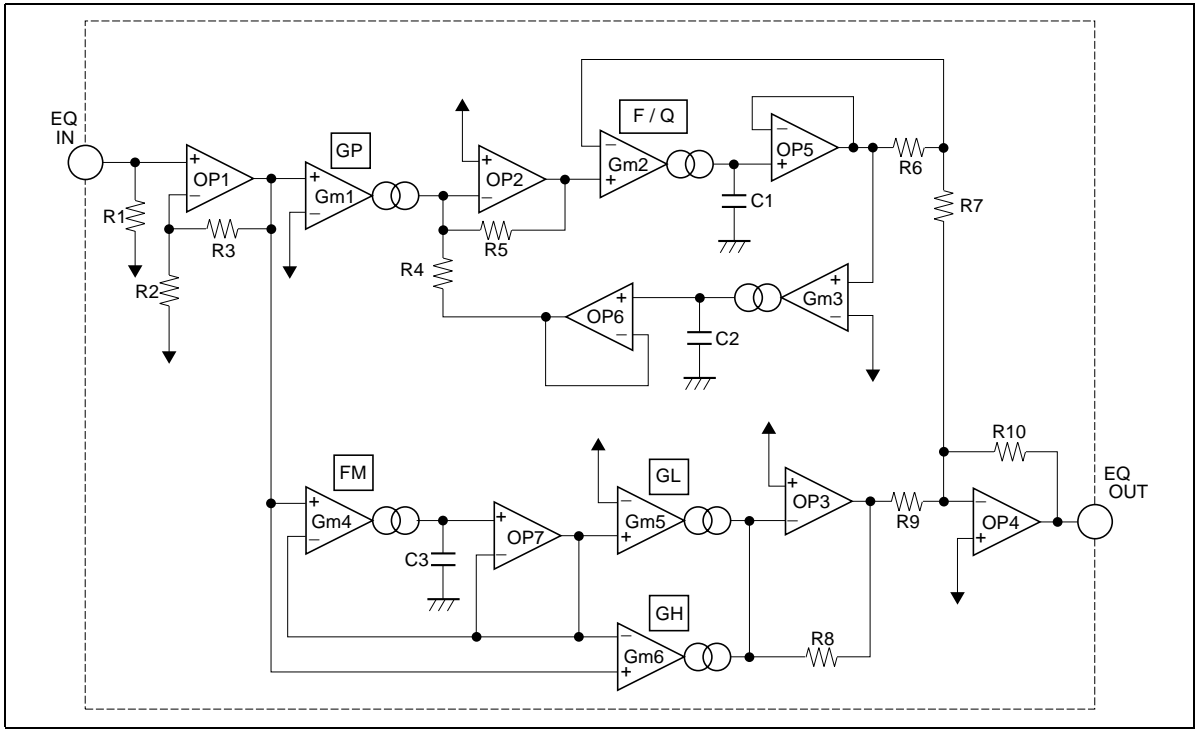 EQ
IN
R1
R2
+
−
OP1
R3
GP
+
−
Gm1
+
−
OP2
R4
R5
F / Q
−
+
Gm2
C1
−
+
OP5
R6
R7
+
−
OP6
C2
+
−
Gm3
FM
+
−
Gm4
C3
+
−
OP7
GL
−
+
Gm5
GH
−
+
Gm6
+
−
OP3
R8
R9
R10
−
+
OP4
EQ
OUT